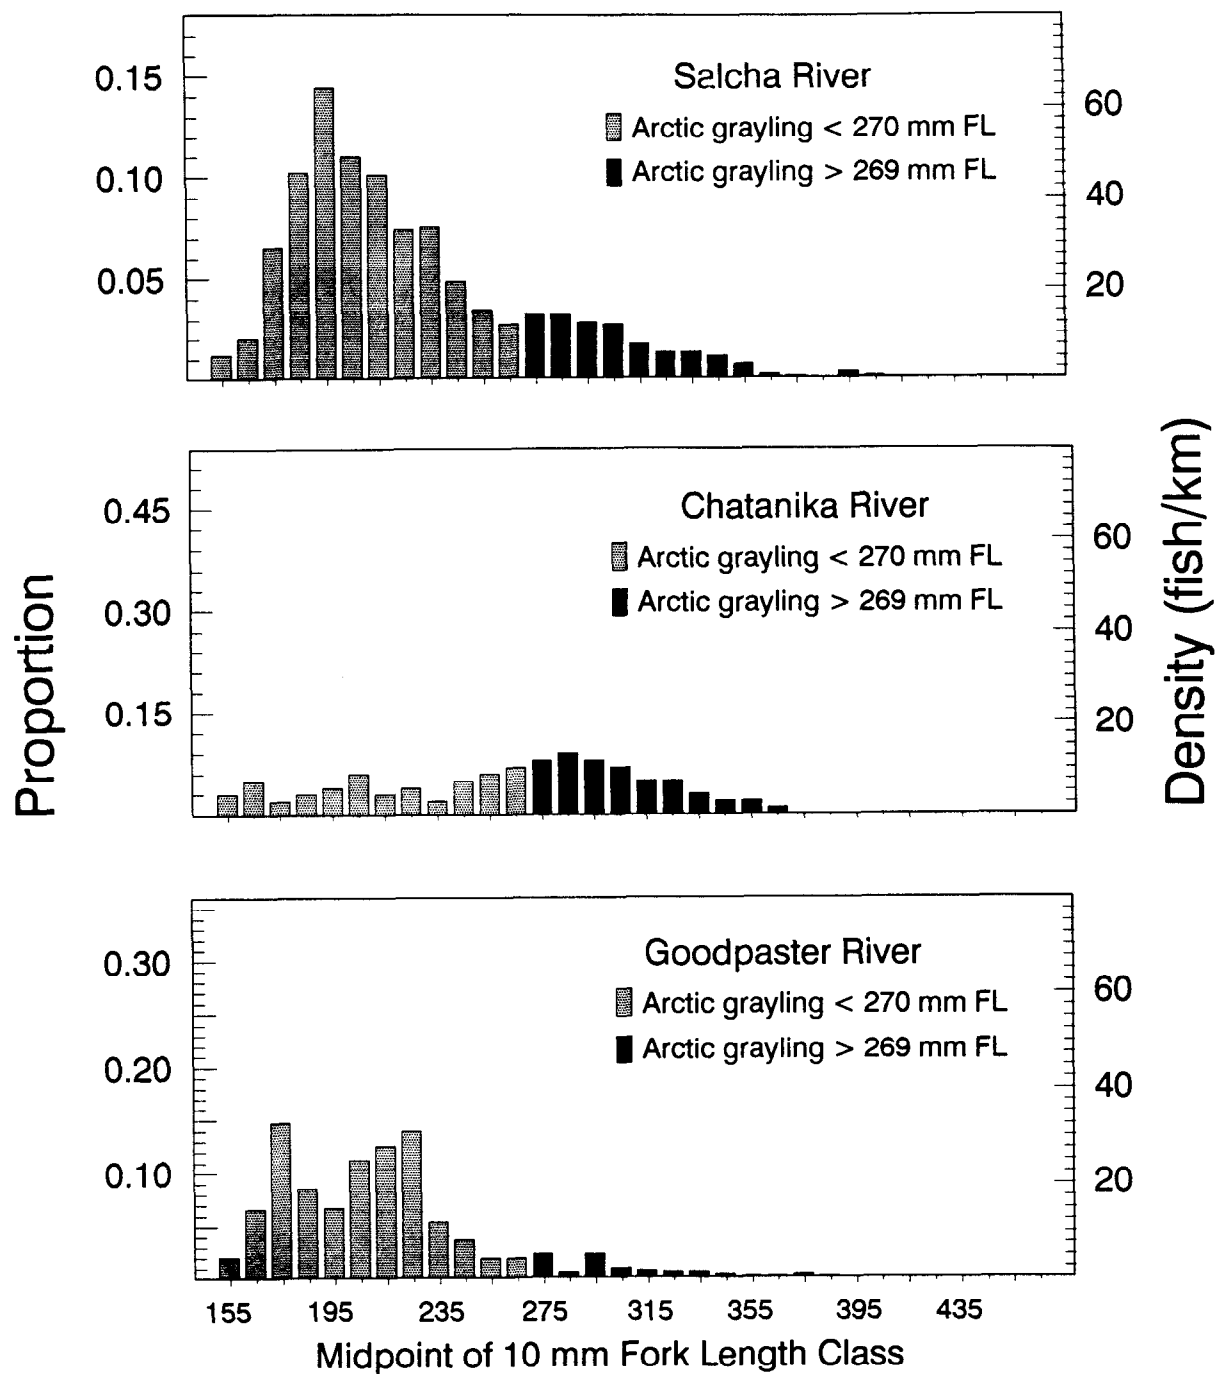 Salcha River
Arctic grayling < 270 mm FL
Arctic grayling > 269 mm FL
0.15
0.10
0.05
60
40
20
Chatanika River
Arctic grayling < 270 mm FL
Arctic grayling > 269 mm FL
0.45
0.30
0.15
60
40
20
Proportion
Density (fish/km)
Goodpaster River
Arctic grayling < 270 mm FL
Arctic grayling > 269 mm FL
0.30
0.20
0.10
60
40
20
155 195 235 275 315 355 395 435
Midpoint of 10 mm Fork Length Class